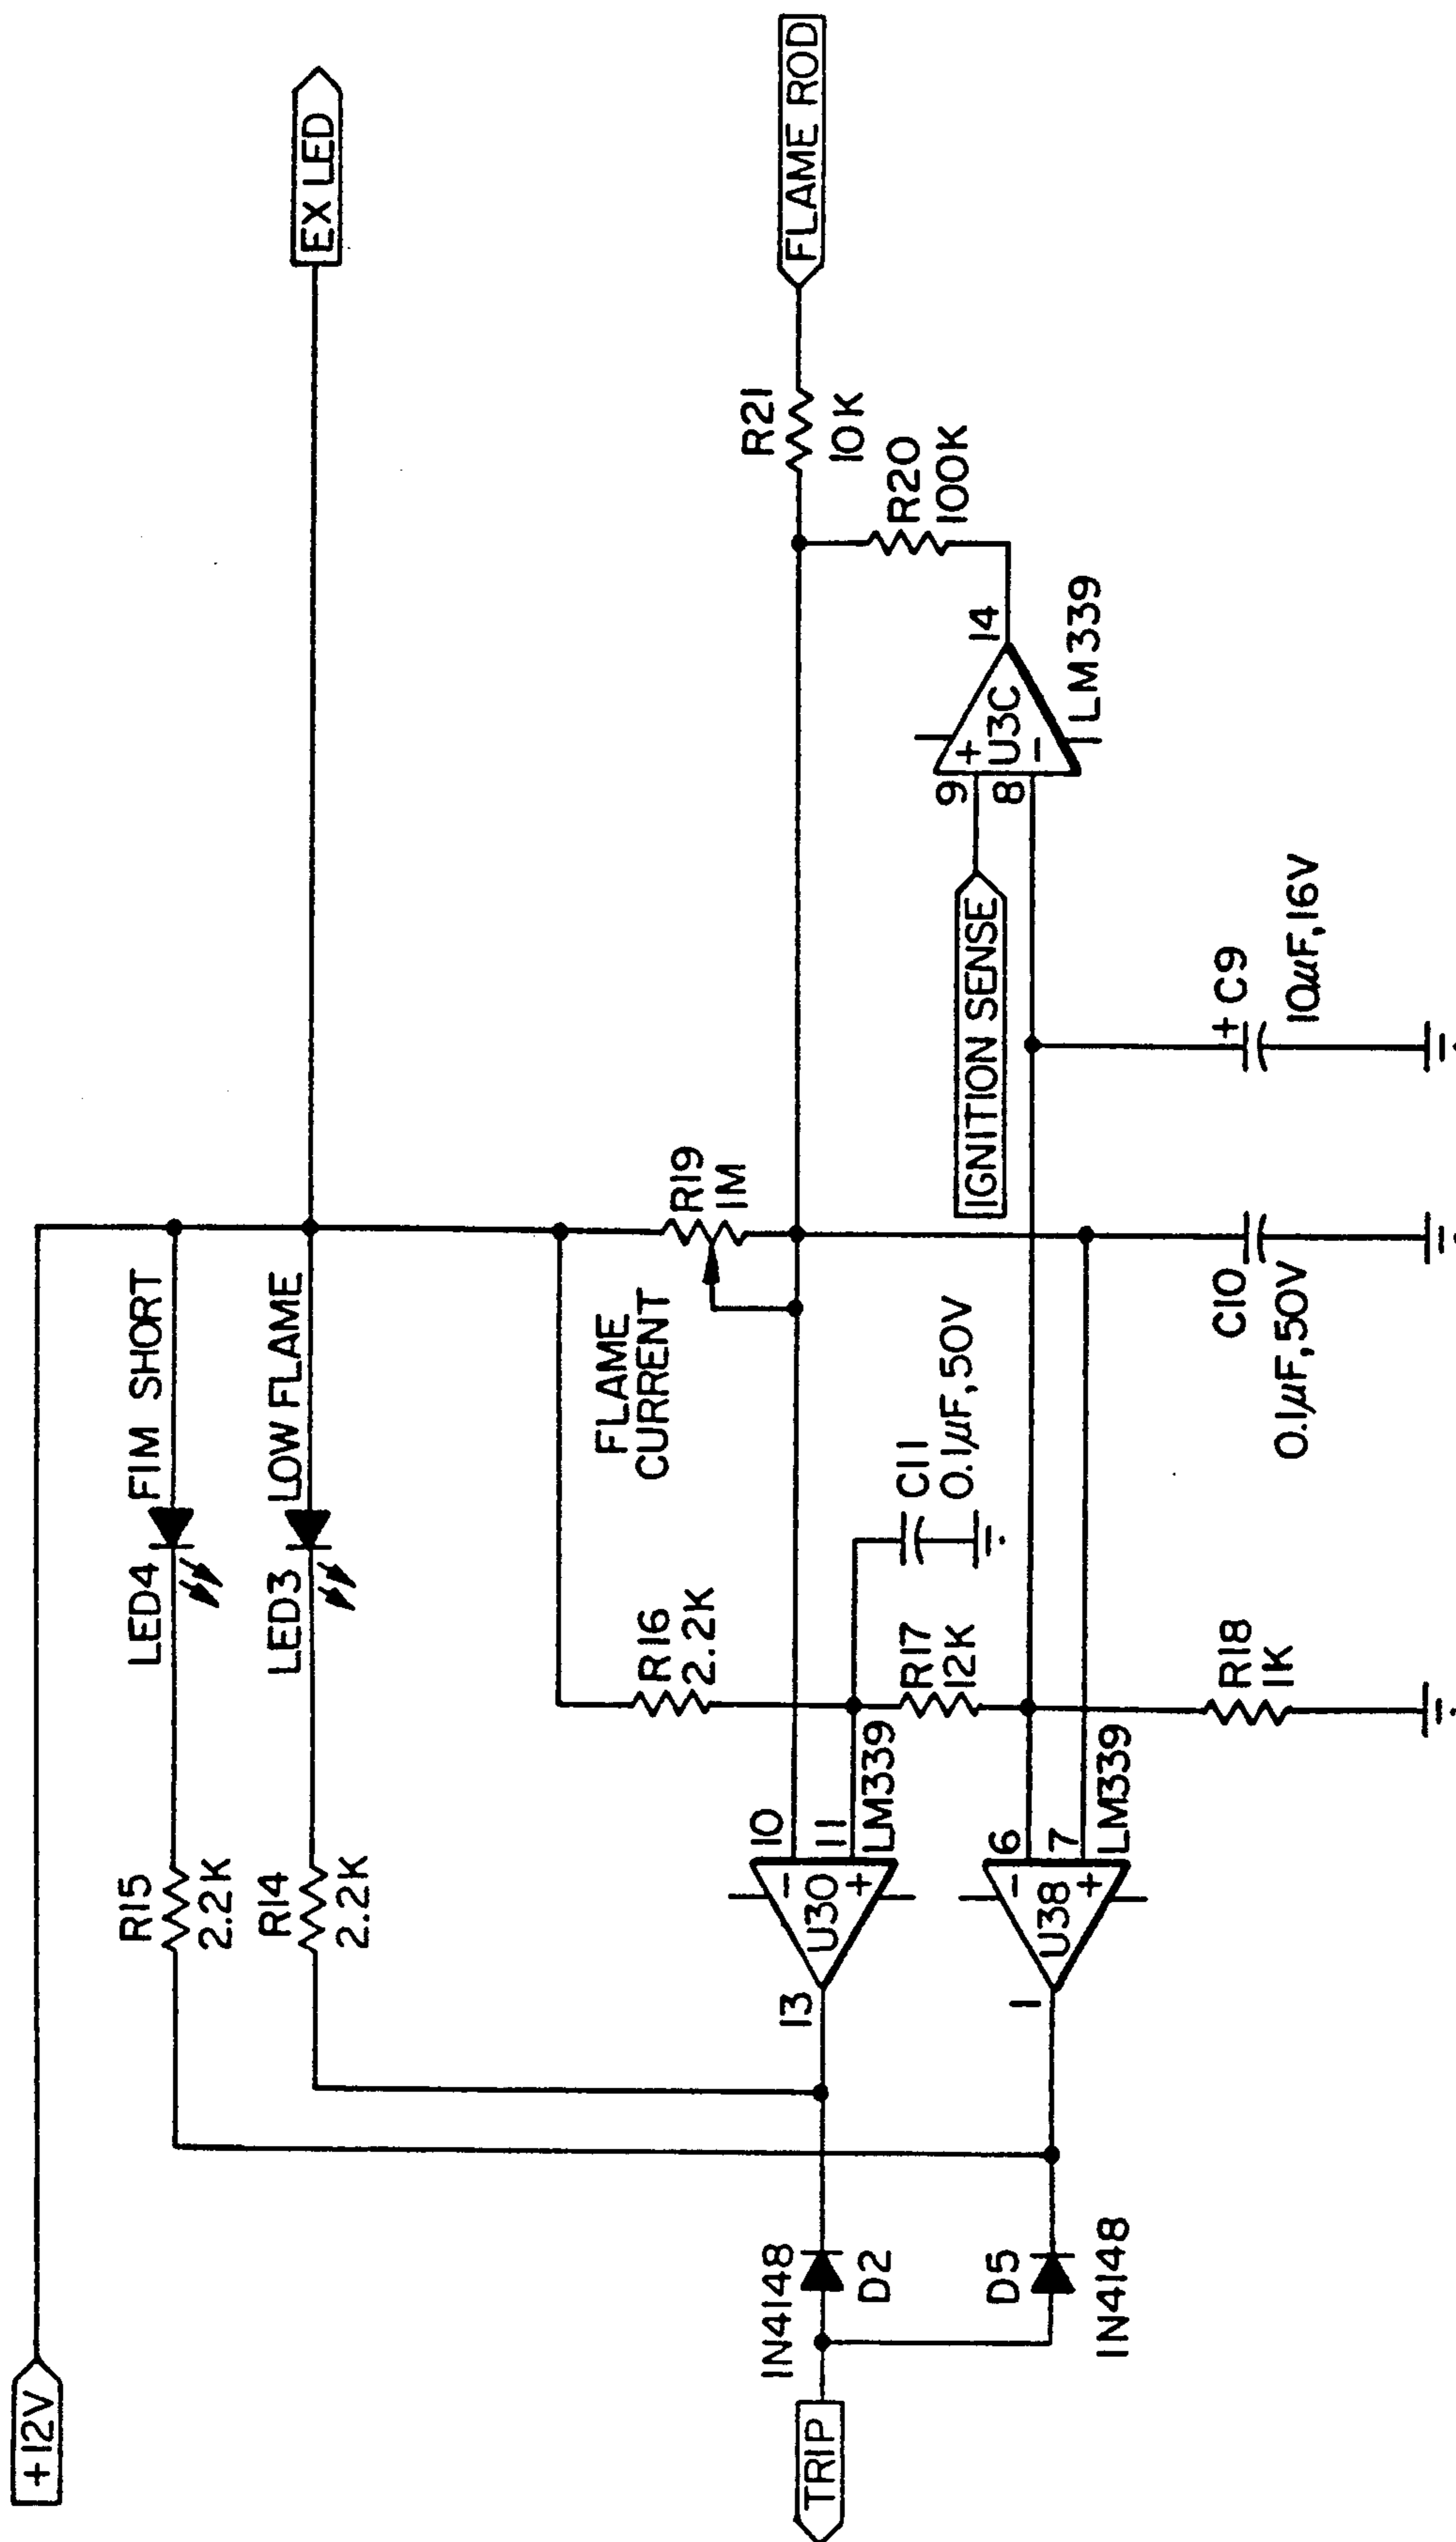 +12V
EX LED
R15
2.2K
LED4
FIM SHORT
R14
2.2K
LED3
LOW FLAME
FLAME
CURRENT
R19
1M
R16
2.2K
C11
0.1µF,50V
R17
12K
R18
1K
R21
10K
FLAME ROD
R20
100K
TRIP
1N4148
D2
D5
1N4148
13
U30
-
+
10
11
LM339
1
U38
-
+
6
7
LM339
IGNITION SENSE
9
8
+
U3C
-
14
LM339
C10
0.1µF,50V
+
C9
10µF,16V